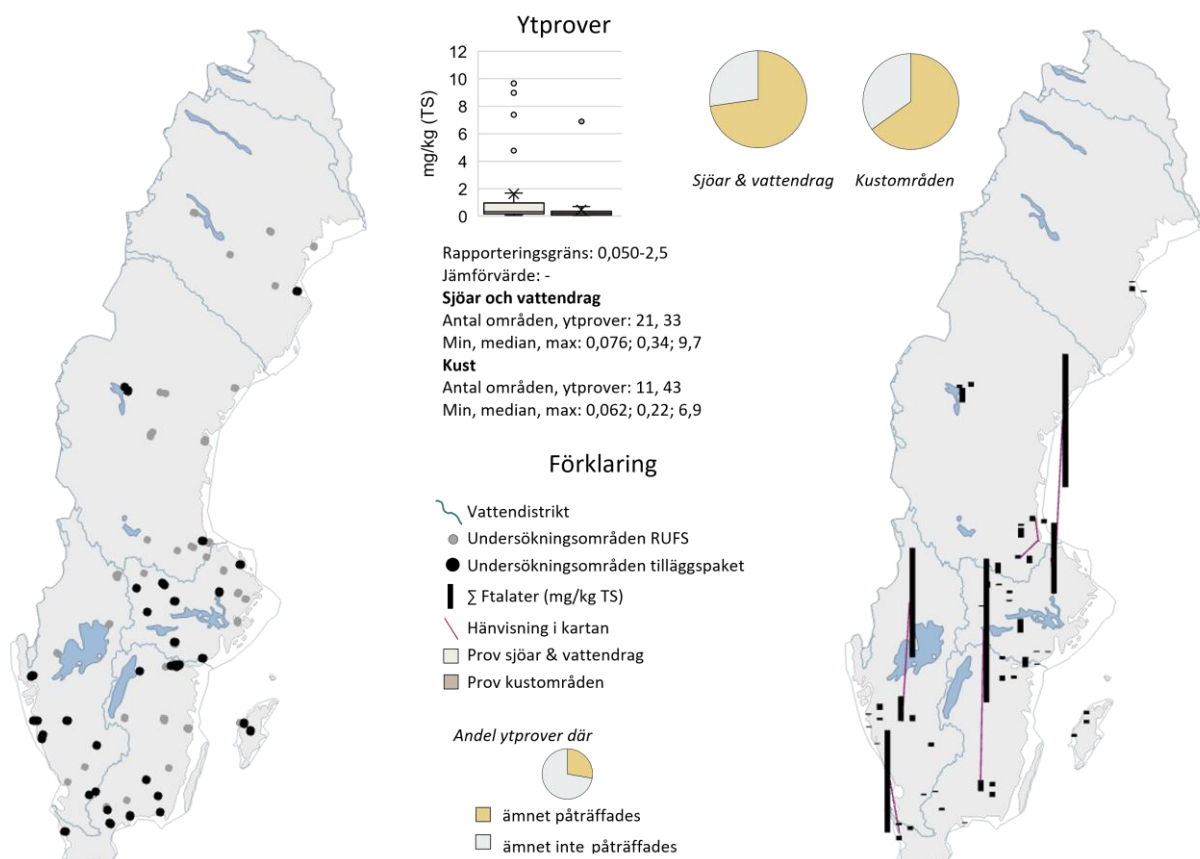 Ytprover
mg/kg (TS)
12
10
8
6
4
2
0
Sjöar & vattendrag
Kustområden
Rapporteringsgräns: 0,050-2,5
Jämförvärde: -
Sjöar och vattendrag
Antal områden, ytprover: 21, 33
Min, median, max: 0,076; 0,34; 9,7
Kust
Antal områden, ytprover: 11, 43
Min, median, max: 0,062; 0,22; 6,9
Förklaring
Vattendistrikt
Undersökningsområden RUFS
Undersökningsområden tilläggspaket
∑ Ftalater (mg/kg TS)
Hänvisning i kartan
Prov sjöar & vattendrag
Prov kustområden
Andel ytprover där
ämnet påträffades
ämnet inte påträffades